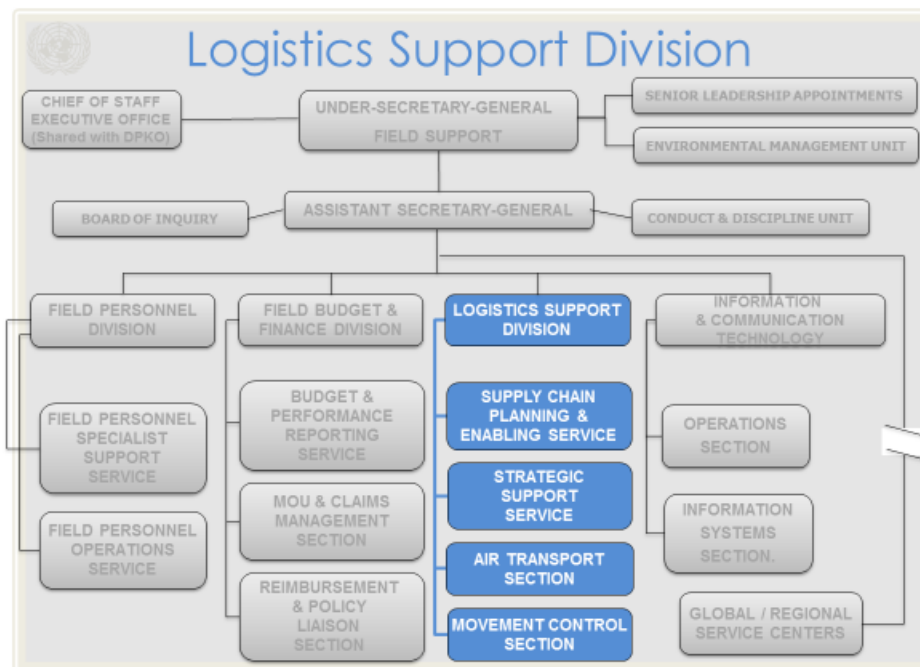 Logistics Support Division
CHIEF OF STAFF
EXECUTIVE OFFICE
(Shared with DPKO)
UNDER-SECRETARY-GENERAL
FIELD SUPPORT
SENIOR LEADERSHIP APPOINTMENTS
ENVIRONMENTAL MANAGEMENT UNIT
BOARD OF INQUIRY
ASSISTANT SECRETARY-GENERAL
CONDUCT & DISCIPLINE UNIT
FIELD PERSONNEL
DIVISION
FIELD BUDGET &
FINANCE DIVISION
LOGISTICS SUPPORT
DIVISION
INFORMATION
& COMMUNICATION
TECHNOLOGY
FIELD PERSONNEL
SPECIALIST
SUPPORT
SERVICE
BUDGET &
PERFORMANCE
REPORTING
SERVICE
SUPPLY CHAIN
PLANNING &
ENABLING SERVICE
OPERATIONS
SECTION
FIELD PERSONNEL
OPERATIONS
SERVICE
MOU & CLAIMS
MANAGEMENT
SECTION
STRATEGIC
SUPPORT
SERVICE
INFORMATION
SYSTEMS
SECTION.
AIR TRANSPORT
SECTION
REIMBURSEMENT
& POLICY
LIAISON
SECTION
MOVEMENT CONTROL
SECTION
GLOBAL / REGIONAL
SERVICE CENTERS